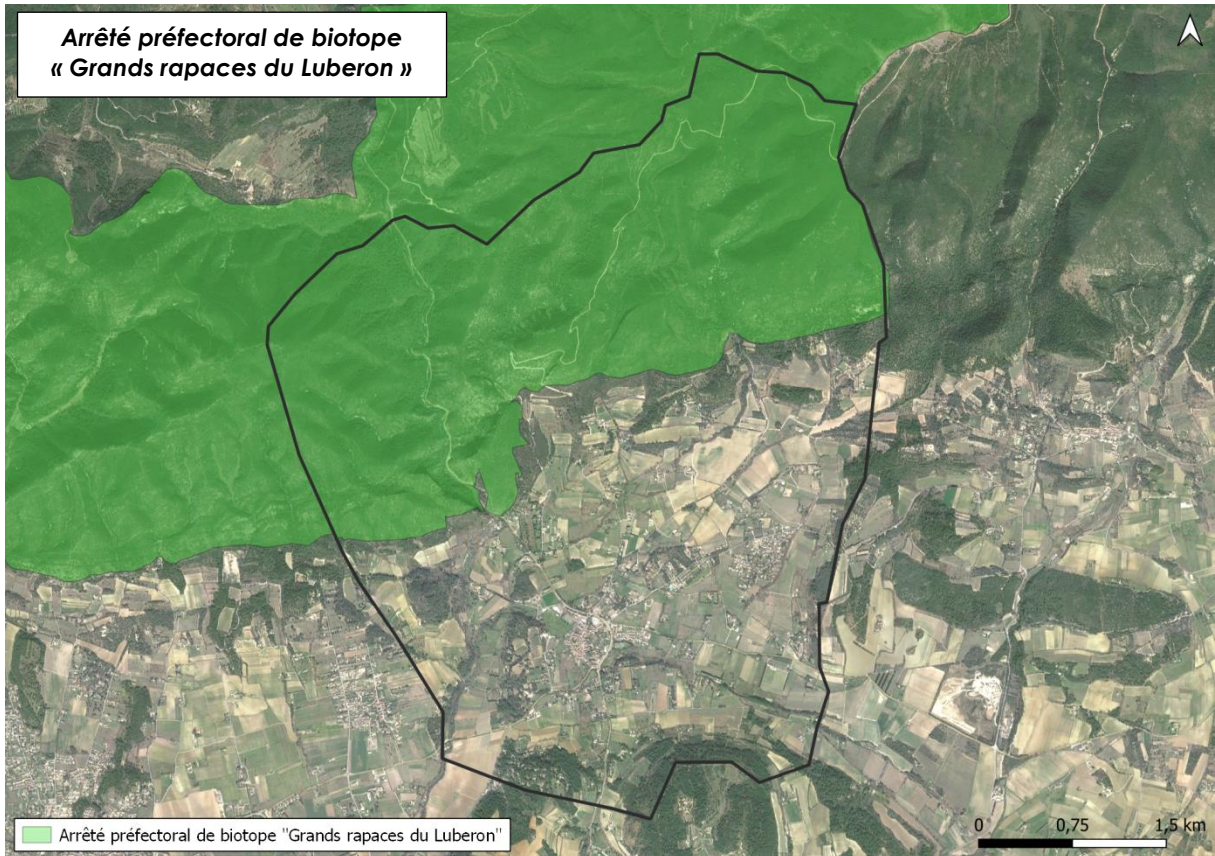 Arrêté préfectoral de biotope
« Grands rapaces du Luberon »
Arrêté préfectoral de biotope "Grands rapaces du Luberon"
0 0,75 1,5 km